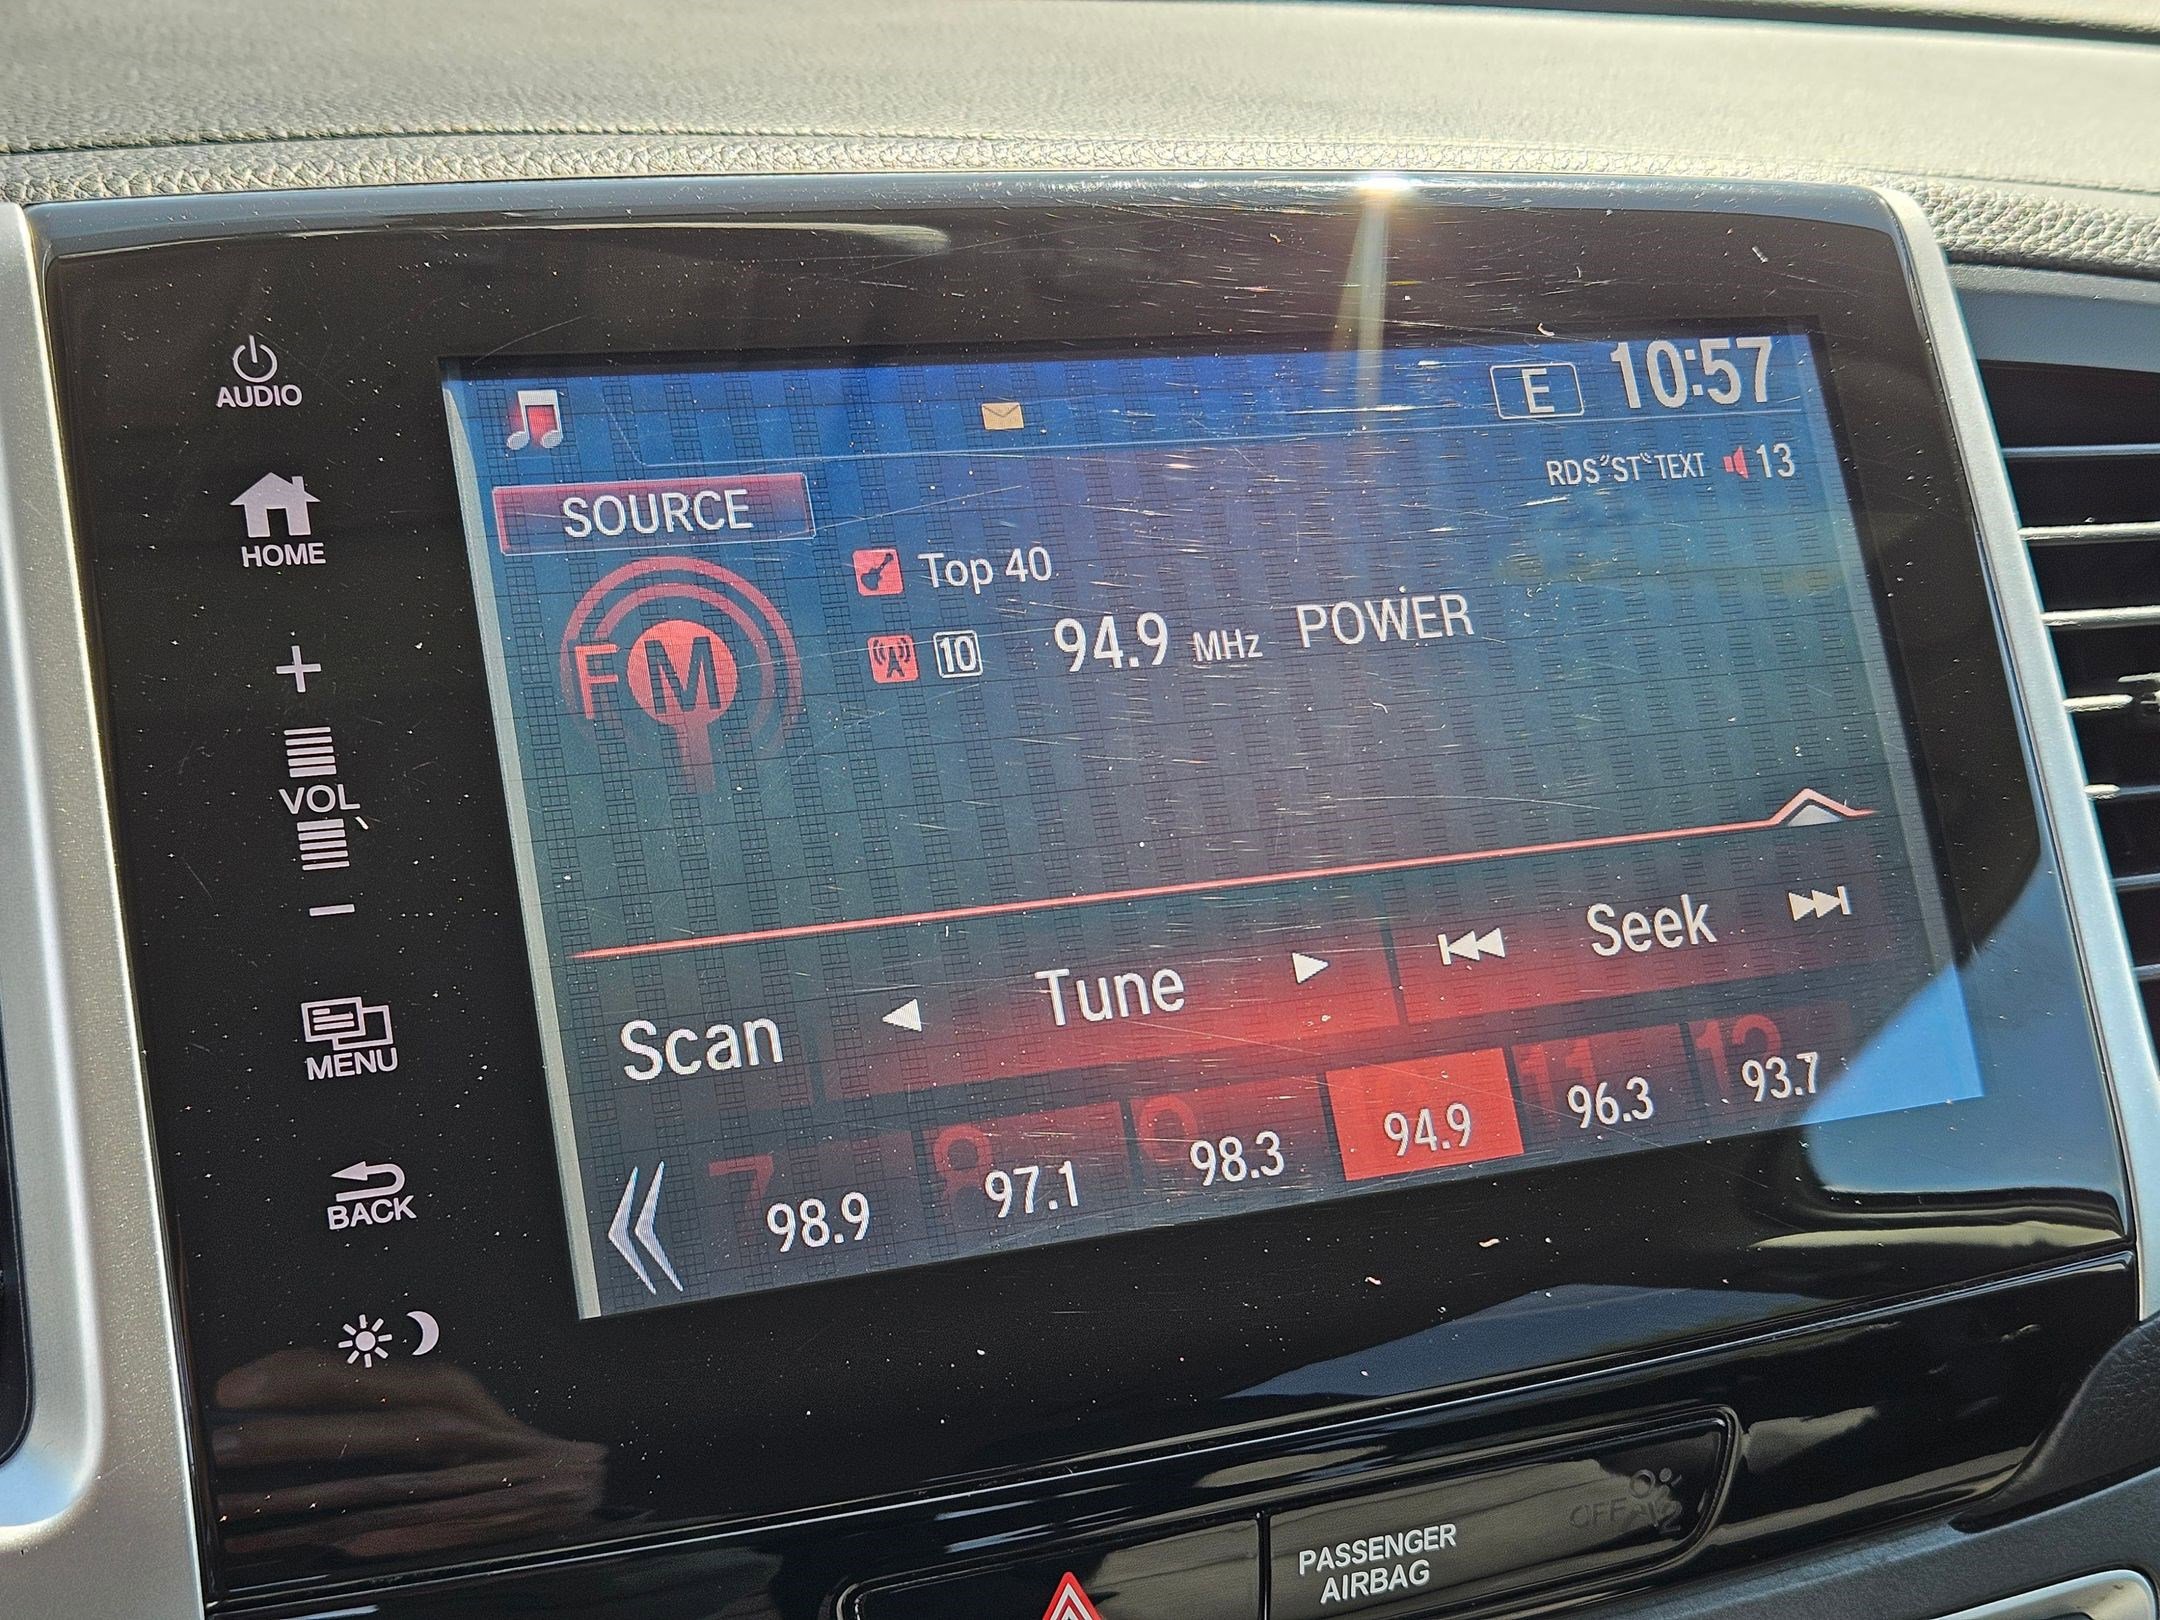 AUDIO
HOME
+
VOL
-
MENU
BACK
E 10:57
RDS "ST" TEXT 13
SOURCE
Top 40
FM
10 94.9 MHz POWER
Scan Tune Seek
7 98.9
8 97.1
9 98.3
94.9
11 96.3
12 93.7
PASSENGER
AIRBAG
OFF
2